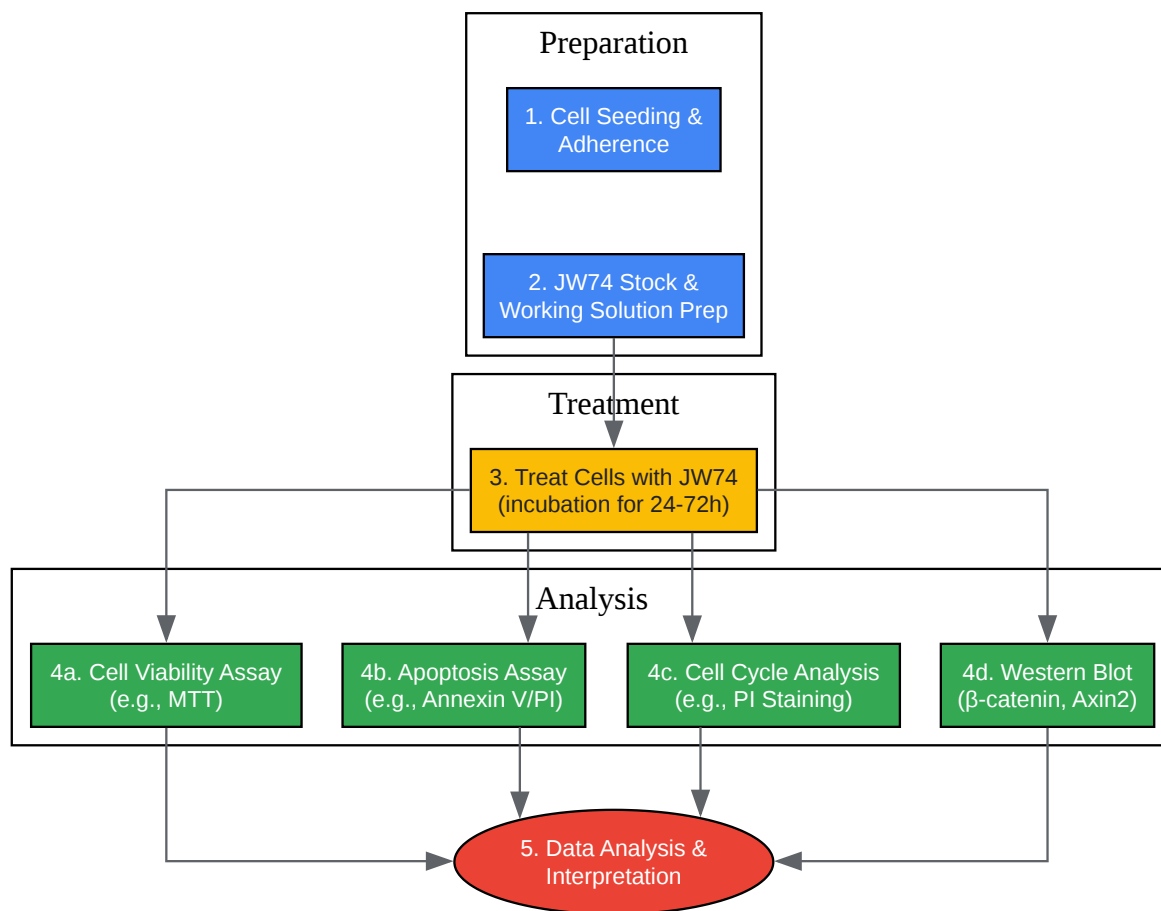 Preparation
1. Cell Seeding &
Adherence
2. JW74 Stock &
Working Solution Prep
Treatment
3. Treat Cells with JW74
(incubation for 24-72h)
Analysis
4a. Cell Viability Assay
(e.g., MTT)
4b. Apoptosis Assay
(e.g., Annexin V/PI)
4c. Cell Cycle Analysis
(e.g., PI Staining)
4d. Western Blot
(β-catenin, Axin2)
5. Data Analysis &
Interpretation